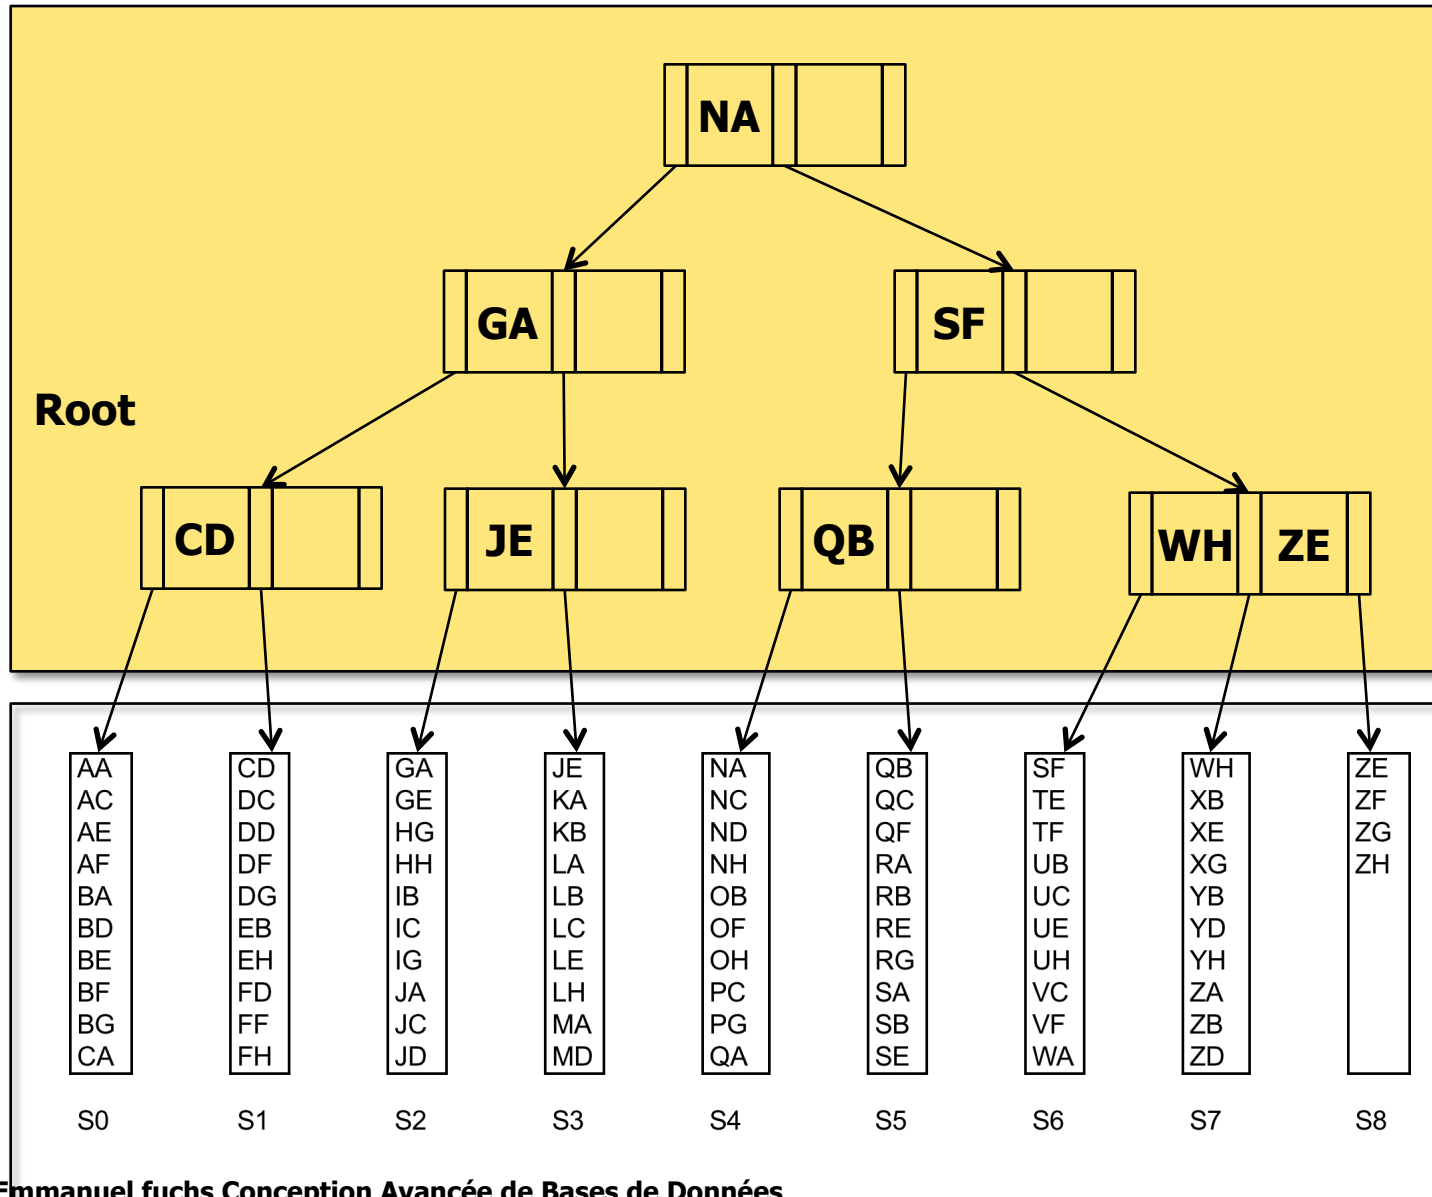 NA
GA
SF
Root
CD
JE
QB
WH ZE
AA CD GA JE NA QB SF WH ZE
AC DC GE KA NC QC TE XB ZF
AE DD HG KB ND QF TF XE ZG
AF DF HH LA NH RA UB XG ZH
BA DG IB LB OB RB UC YB
BD EB IC LC OF RE UE YD
BE EH IG LE OH RG UH YH
BF FD JA LH PC SA VC ZA
BG FF JC MA PG SB VF ZB
CA FH JD MD QA SE WA ZD
S0 S1 S2 S3 S4 S5 S6 S7 S8
Emmanuel fuchs Conception Avancée de Bases de Données